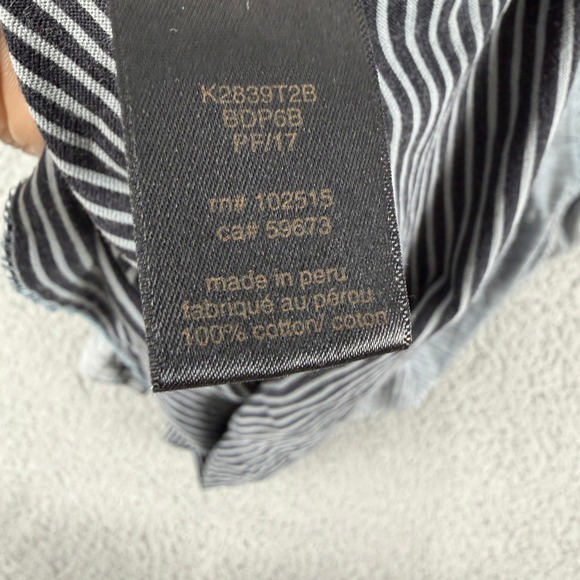 K2839T2B
BDP6B
PF/17
rn# 102515
ca# 59673
made in peru
fabriqué au pérou
100% cotton/ coton